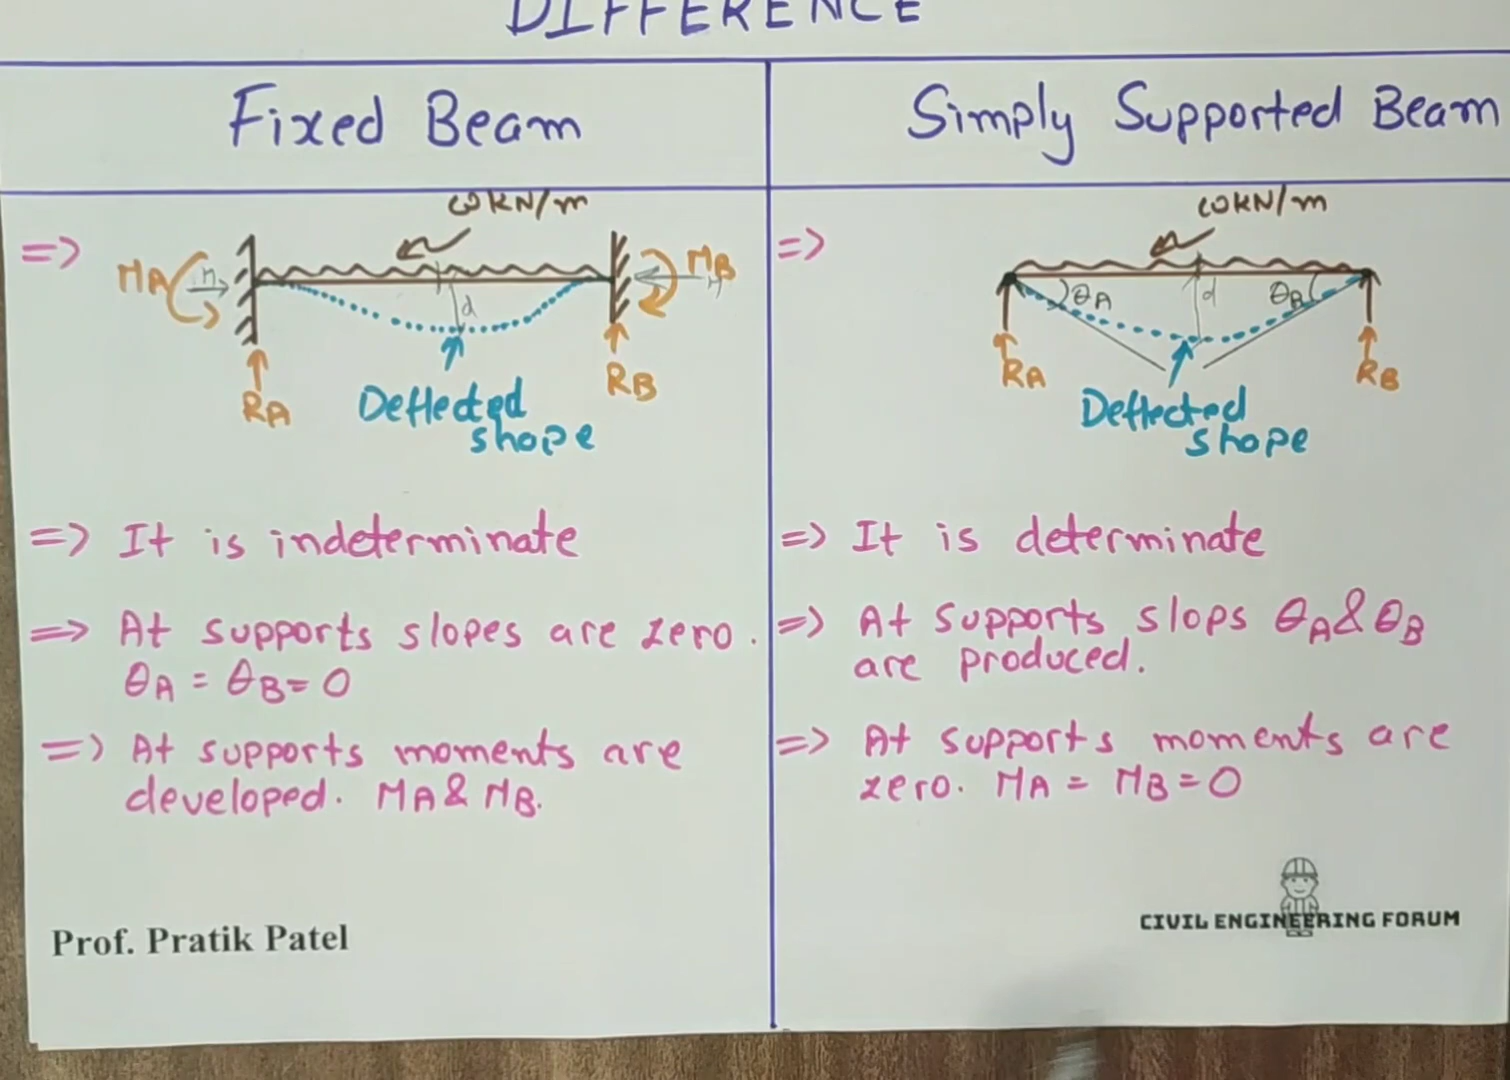 DIFFERENCE
Fixed Beam
Simply Supported Beam
=> ωkN/m
MA H MB H
d
RA RB
Deflected
shope
=> ωkN/m
θA d θB
RA RB
Deflected
shope
=> It is indeterminate
=> At supports slopes are zero.
θA = θB = 0
=> At supports moments are
developed. MA & MB.
=> It is determinate
=> At supports, slops θA & θB
are produced.
=> At supports moments are
zero. MA = MB = 0
Prof. Pratik Patel
CIVIL ENGINEERING FORUM